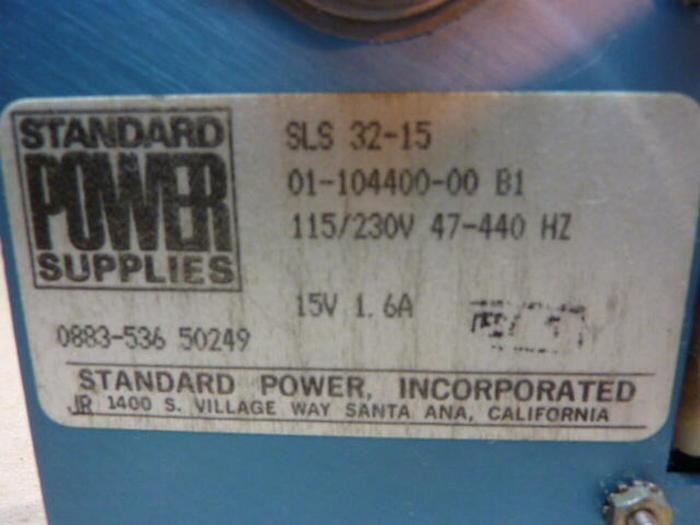 STANDARD
POWER
SUPPLIES
SLS 32-15
01-104400-00 B1
115/230V 47-440 HZ
15V 1.6A
0883-536 50249
STANDARD POWER, INCORPORATED
JR 1400 S. VILLAGE WAY SANTA ANA, CALIFORNIA